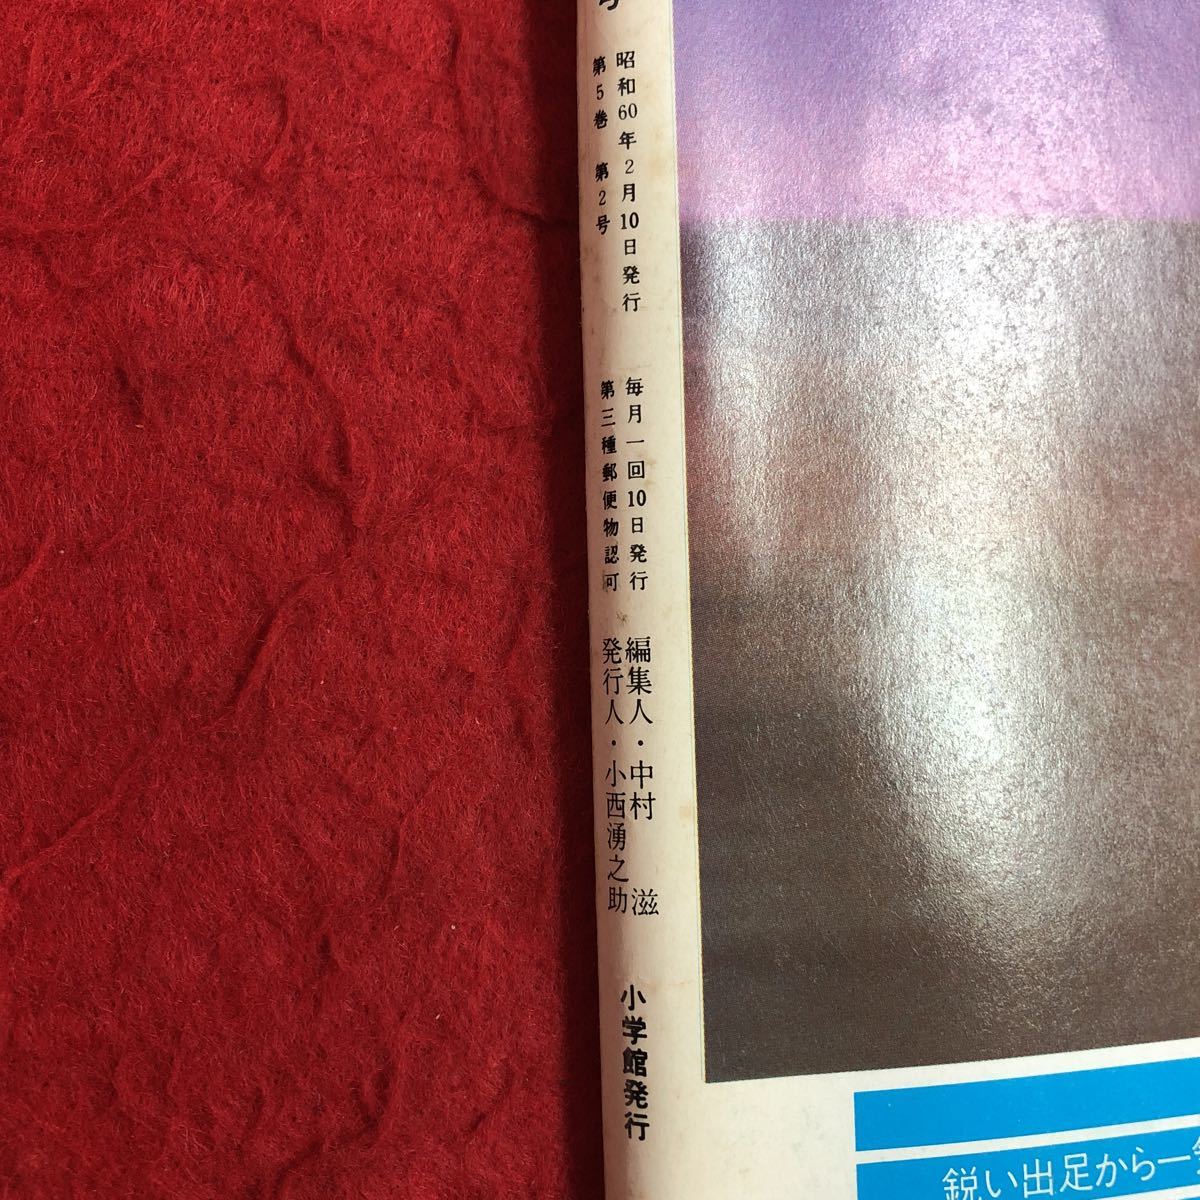 号
昭和60年2月10日発行
第5巻 第2号
毎月一回10日発行
第三種郵便物認可
編集人・中村 滋
発行人・小西湧之助
小学館発行
鋭い出足から一気